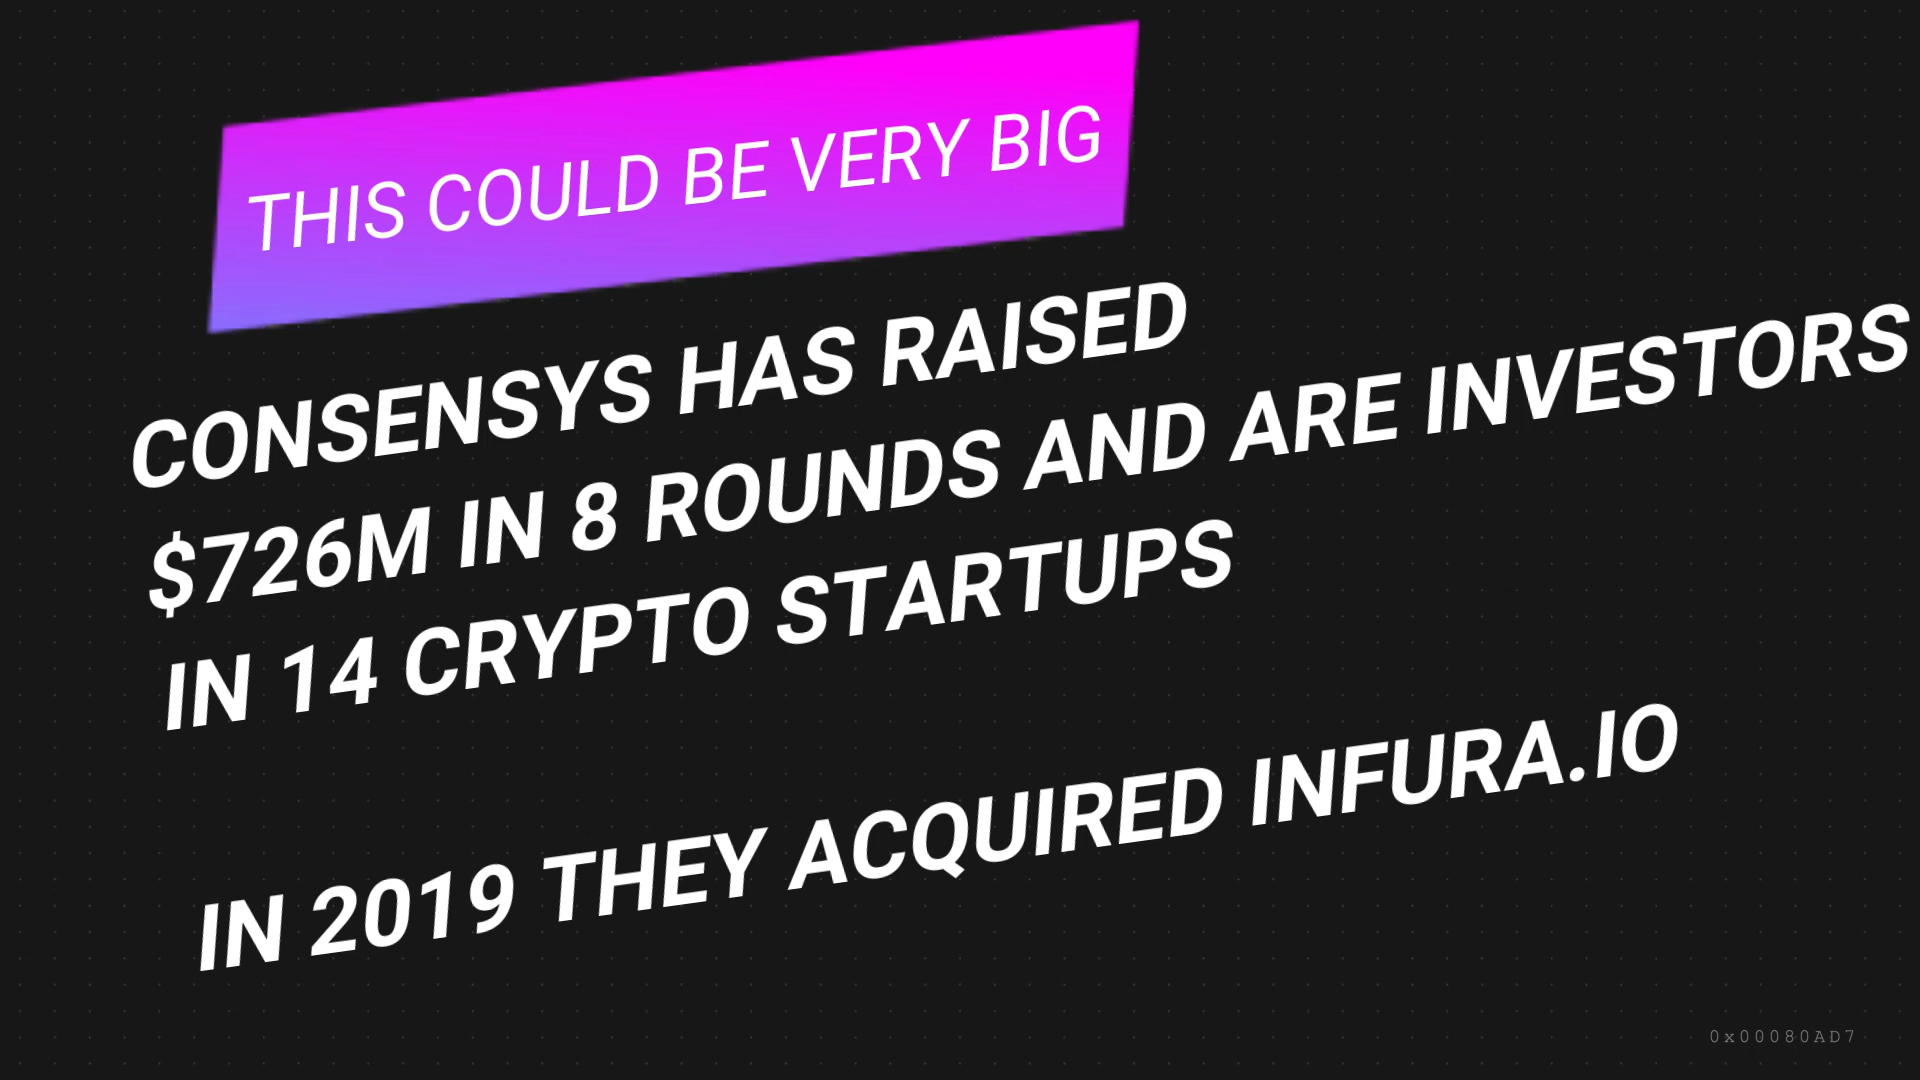 THIS COULD BE VERY BIG
CONSENSYS HAS RAISED
$726M IN 8 ROUNDS AND ARE INVESTORS
IN 14 CRYPTO STARTUPS
IN 2019 THEY ACQUIRED INFURA.IO
0x00080AD7